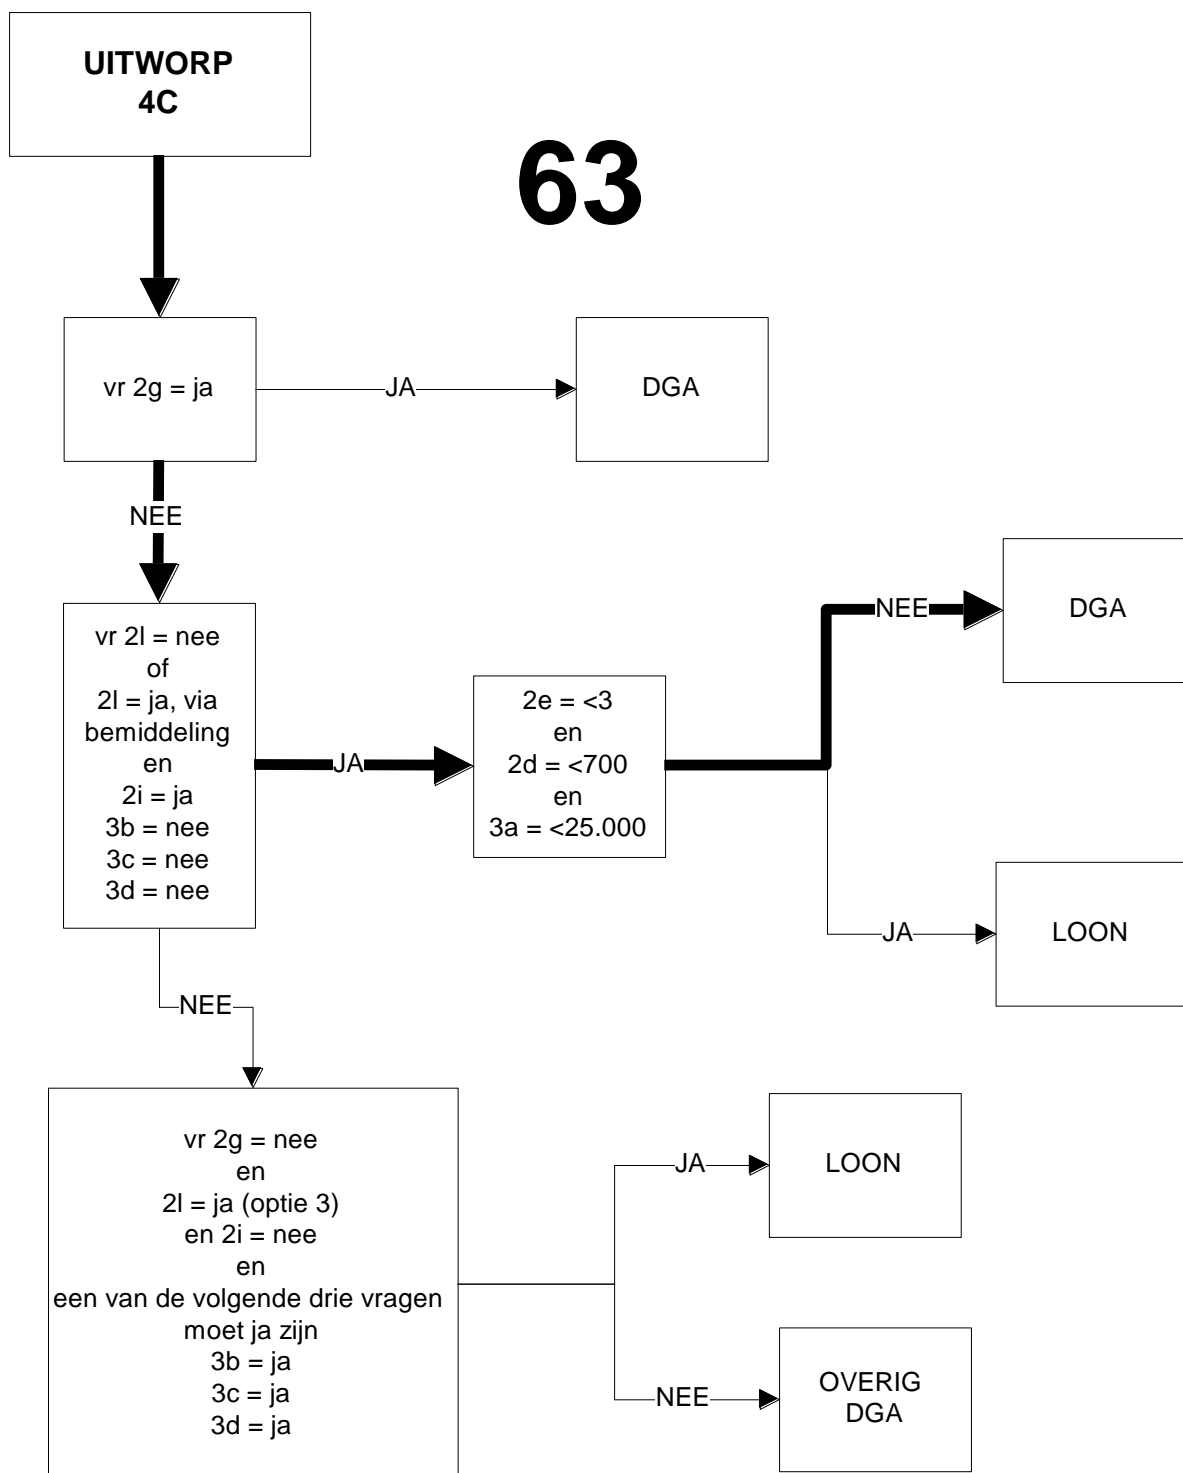 UITWORP
4C
63
vr 2g = ja
JA
DGA
NEE
vr 2l = nee
of
2l = ja, via
bemiddeling
en
2i = ja
3b = nee
3c = nee
3d = nee
JA
2e = <3
en
2d = <700
en
3a = <25.000
NEE
DGA
JA
LOON
NEE
vr 2g = nee
en
2l = ja (optie 3)
en 2i = nee
en
een van de volgende drie vragen
moet ja zijn
3b = ja
3c = ja
3d = ja
JA
LOON
NEE
OVERIG
DGA